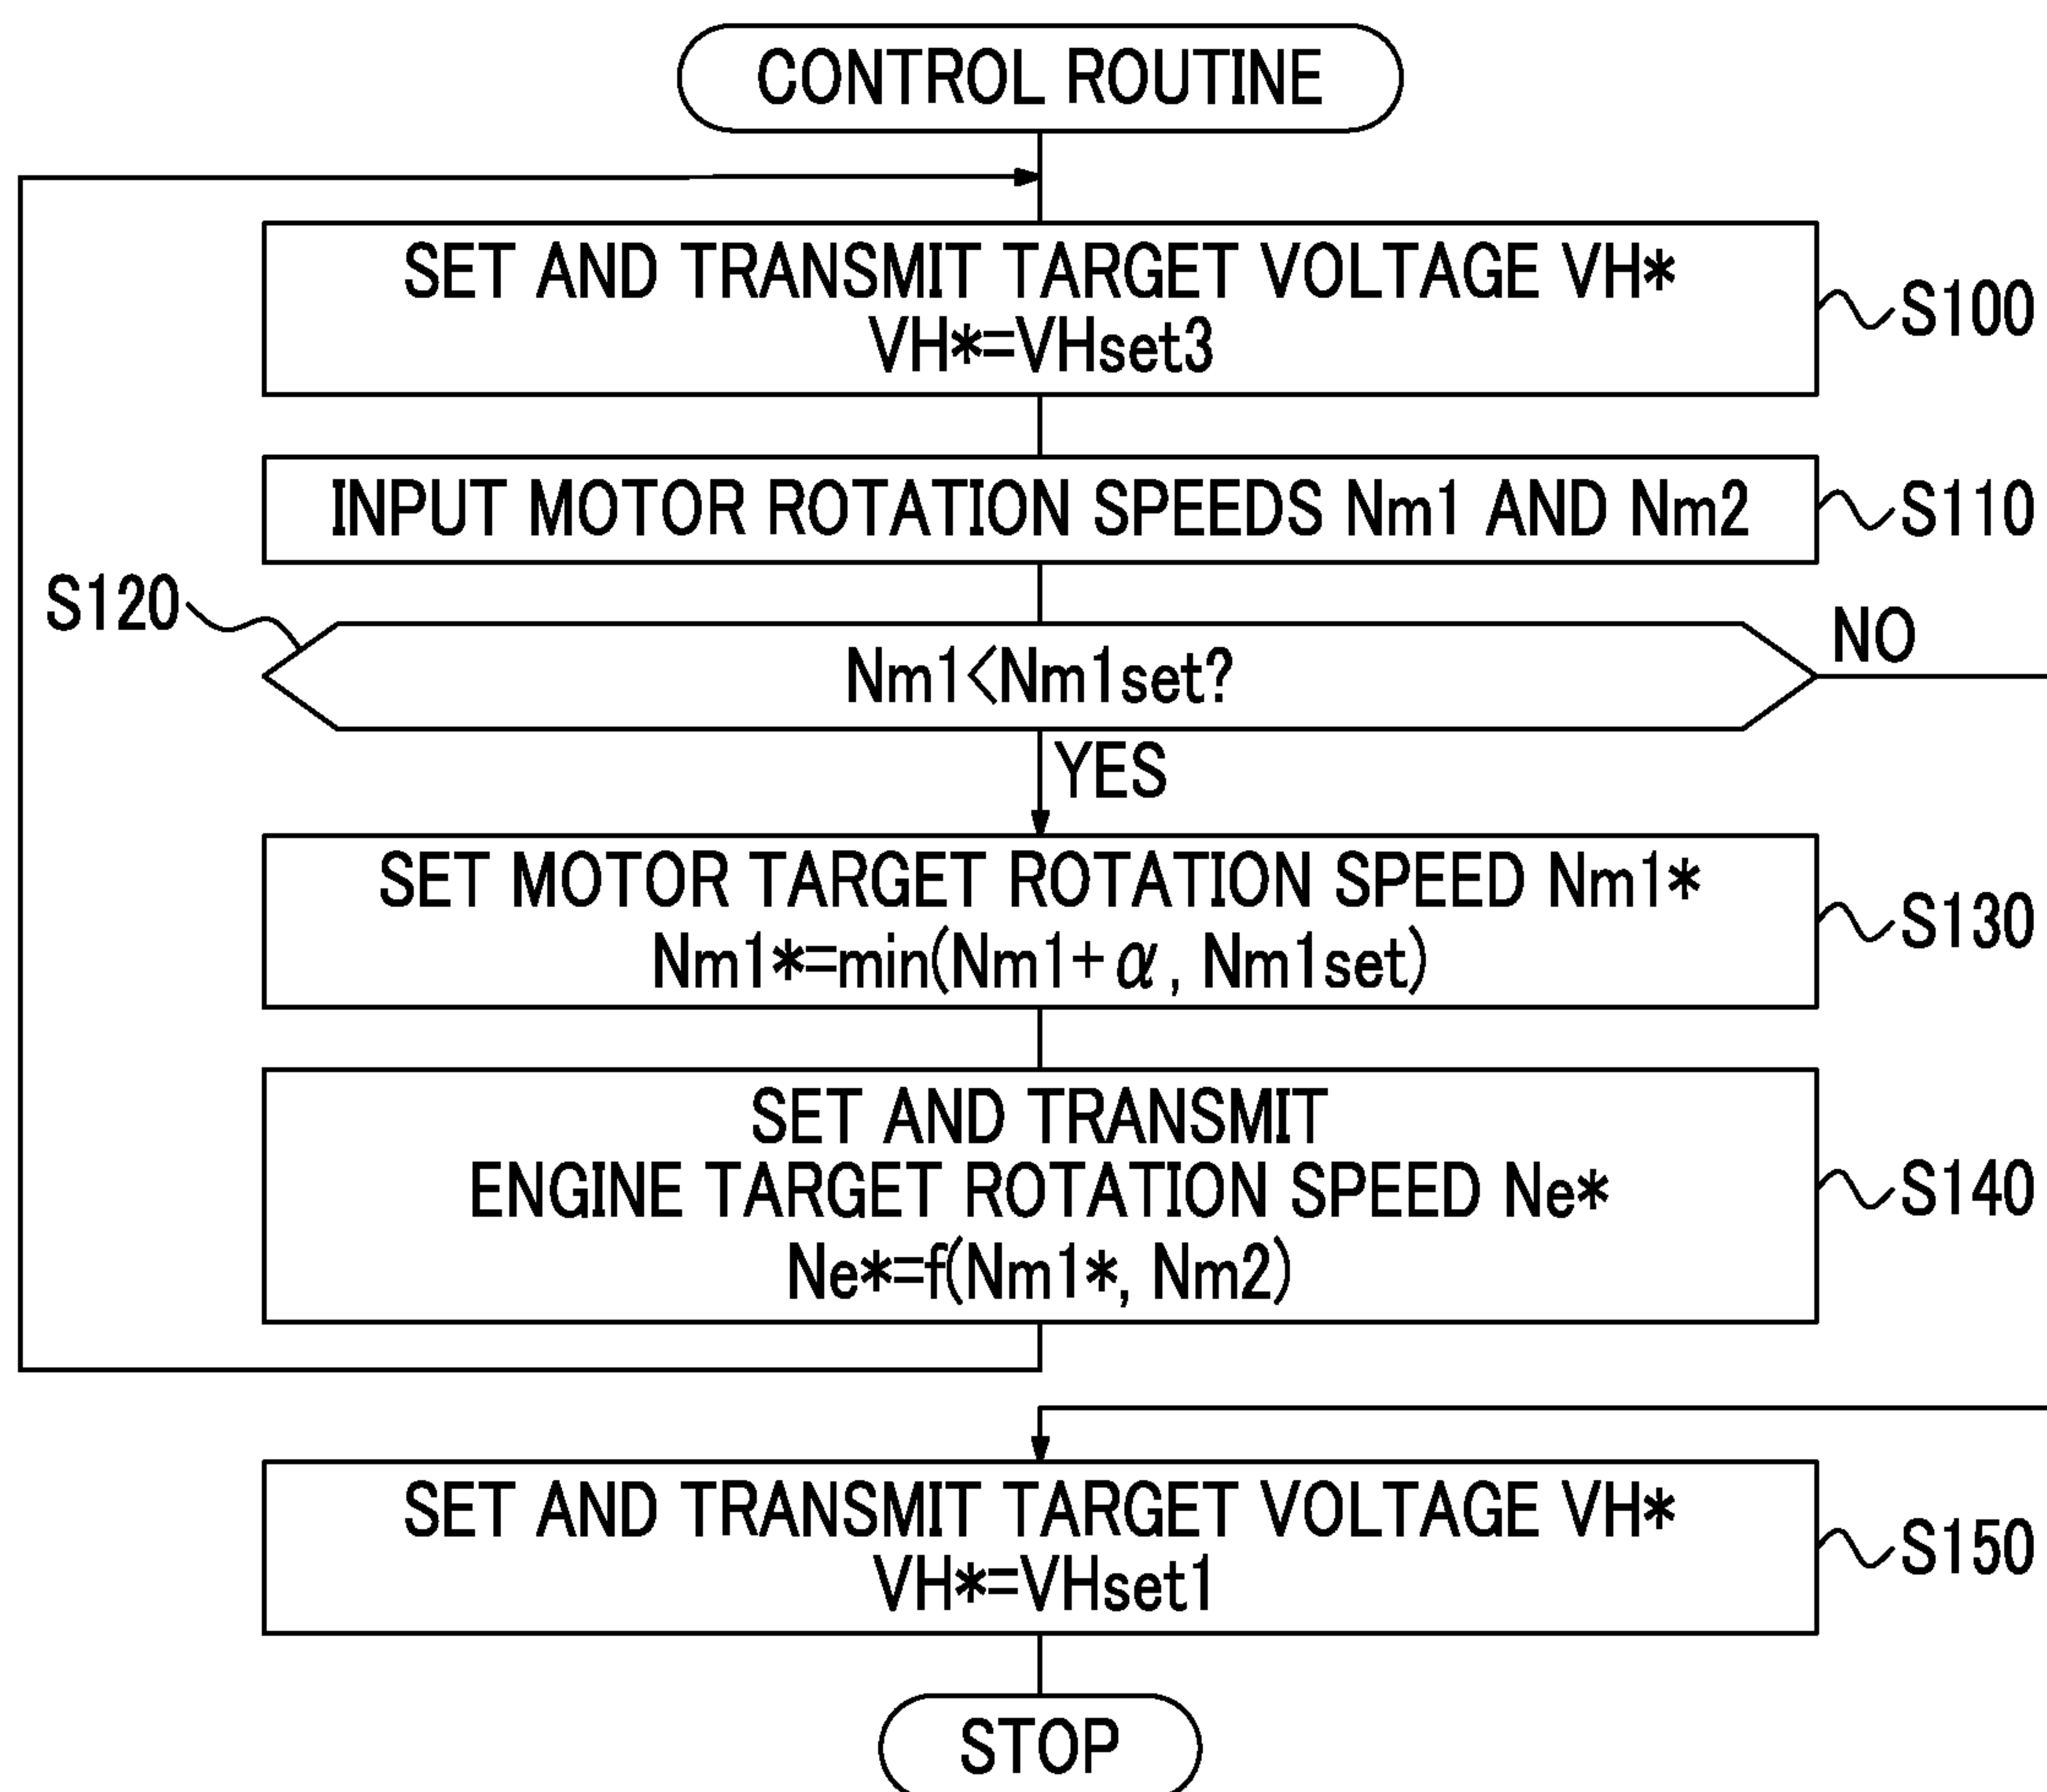 CONTROL ROUTINE
SET AND TRANSMIT TARGET VOLTAGE VH*
VH*=VHset3
S100
INPUT MOTOR ROTATION SPEEDS Nm1 AND Nm2
S110
S120
Nm1<Nm1set?
NO
YES
SET MOTOR TARGET ROTATION SPEED Nm1*
Nm1*=min(Nm1+α, Nm1set)
S130
SET AND TRANSMIT
ENGINE TARGET ROTATION SPEED Ne*
Ne*=f(Nm1*, Nm2)
S140
SET AND TRANSMIT TARGET VOLTAGE VH*
VH*=VHset1
S150
STOP